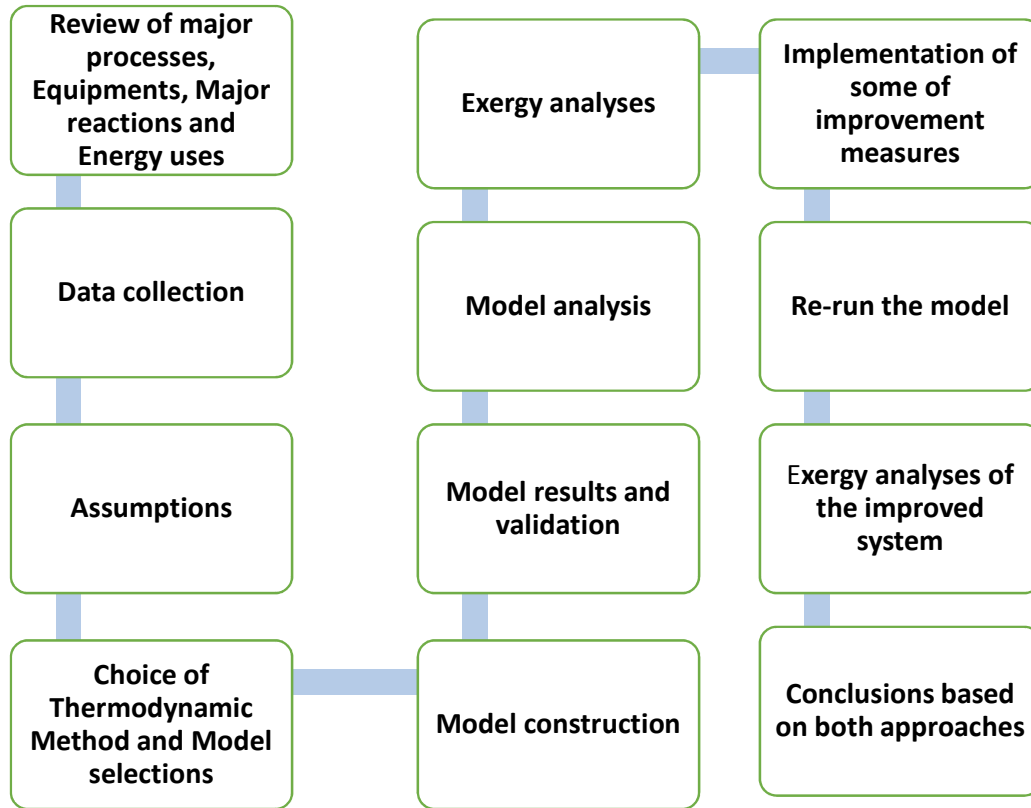 Review of major
processes,
Equipments, Major
reactions and
Energy uses
Data collection
Assumptions
Choice of
Thermodynamic
Method and Model
selections
Model construction
Model results and
validation
Model analysis
Exergy analyses
Implementation of
some of
improvement
measures
Re-run the model
Exergy analyses of
the improved
system
Conclusions based
on both approaches